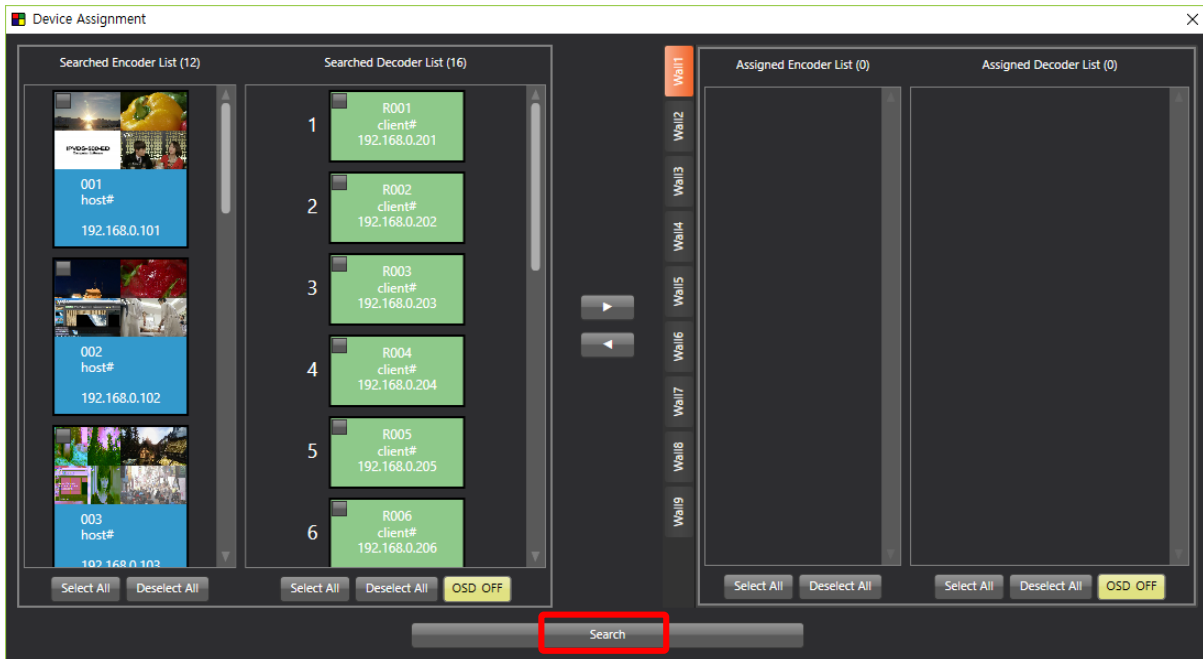 Device Assignment
Searched Encoder List (12)
Searched Decoder List (16)
IPVDS-500-ED
001
host#
192.168.0.101
002
host#
192.168.0.102
003
host#
192.168.0.103
1
R001
client#
192.168.0.201
2
R002
client#
192.168.0.202
3
R003
client#
192.168.0.203
4
R004
client#
192.168.0.204
5
R005
client#
192.168.0.205
6
R006
client#
192.168.0.206
Select All
Deselect All
Select All
Deselect All
OSD OFF
Wall1
Wall2
Wall3
Wall4
Wall5
Wall6
Wall7
Wall8
Wall9
Assigned Encoder List (0)
Assigned Decoder List (0)
Select All
Deselect All
Select All
Deselect All
OSD OFF
Search